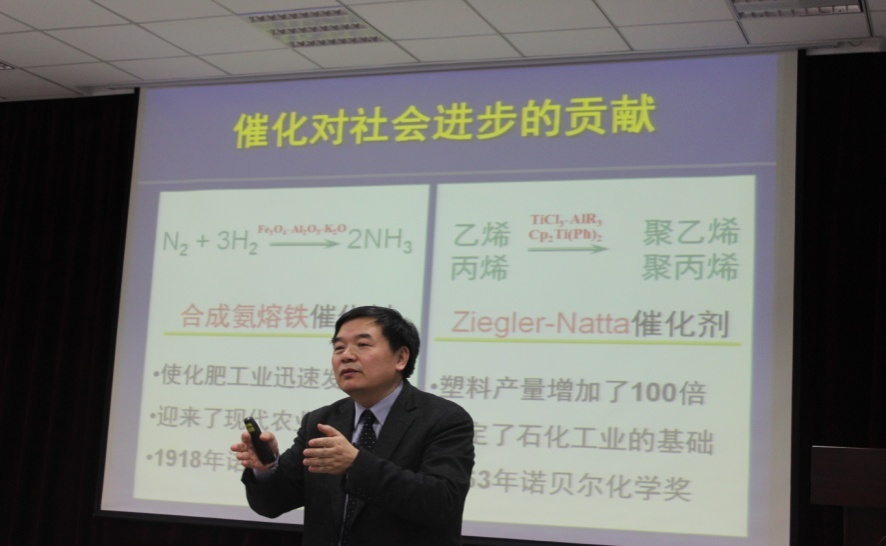 催化对社会进步的贡献
N₂ + 3H₂ Fe₃O₄-Al₂O₃-K₂O 2NH₃
合成氨熔铁催
•使化肥工业迅速发
•迎来了现代农业
•1918年诺
TiCl₃-AlR₃
Cp₂Ti(Ph)₂
乙烯 聚乙烯
丙烯 聚丙烯
Ziegler-Natta催化剂
•塑料产量增加了100倍
定了石化工业的基础
63年诺贝尔化学奖